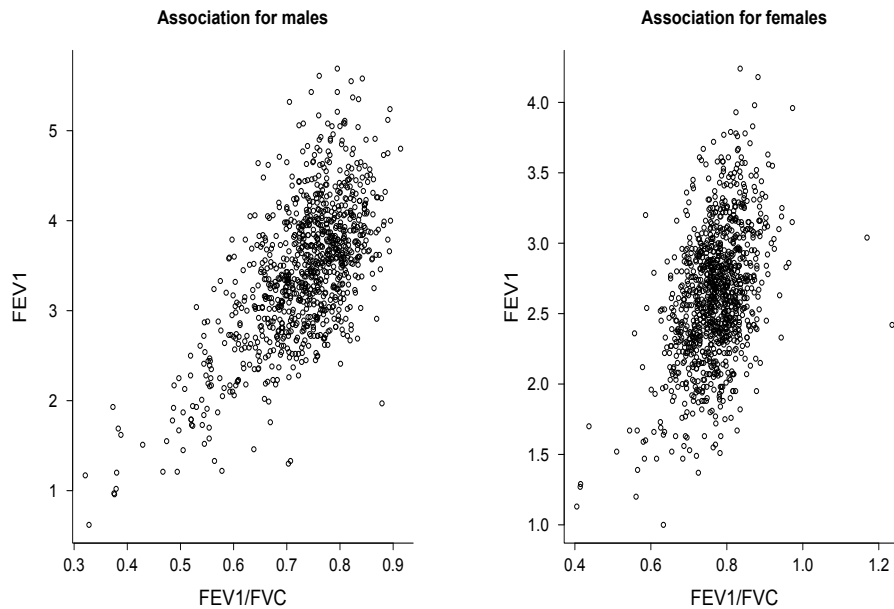 Association for males
FEV1
5
4
3
2
1
0.3 0.4 0.5 0.6 0.7 0.8 0.9
FEV1/FVC
Association for females
FEV1
4.0
3.5
3.0
2.5
2.0
1.5
1.0
0.4 0.6 0.8 1.0 1.2
FEV1/FVC